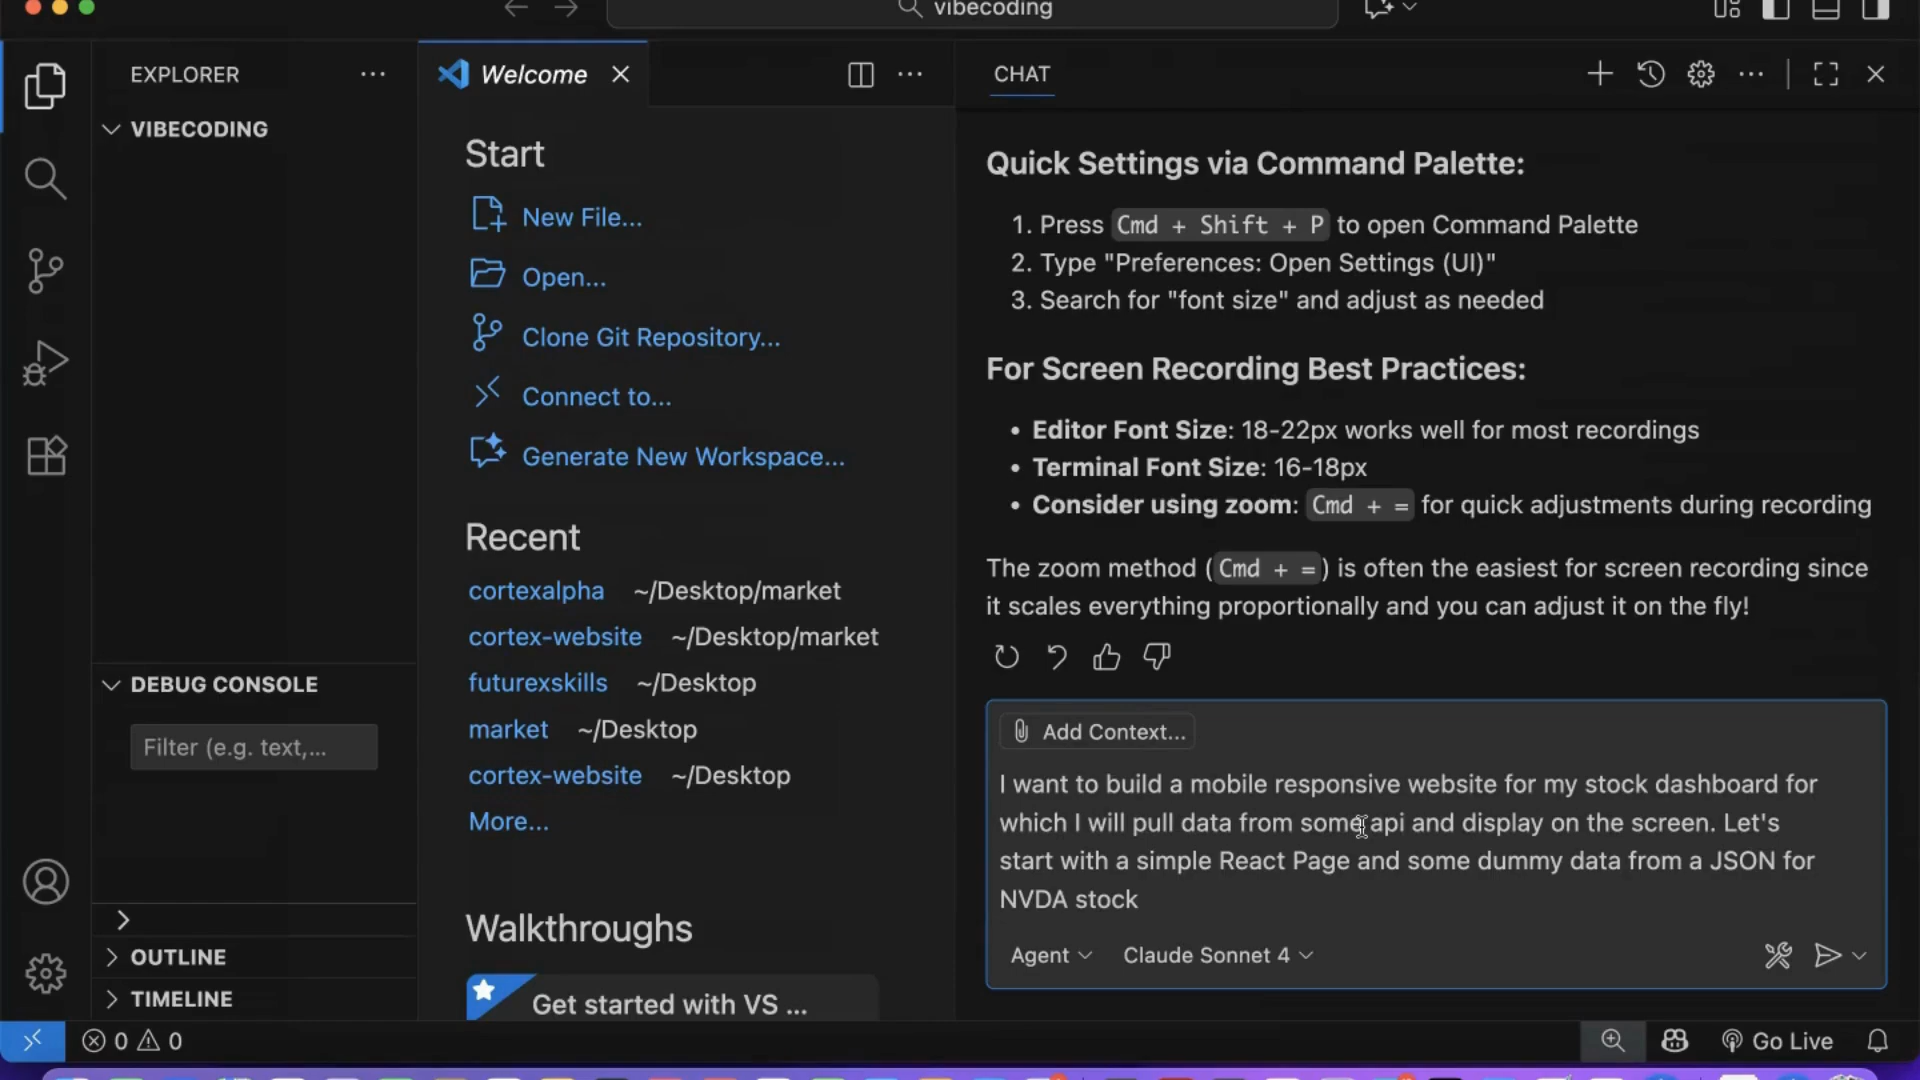 vibecoding
EXPLORER
VIBECODING
DEBUG CONSOLE
Filter (e.g. text,...
OUTLINE
TIMELINE
Welcome
Start
New File...
Open...
Clone Git Repository...
Connect to...
Generate New Workspace...
Recent
cortexalpha ~/Desktop/market
cortex-website ~/Desktop/market
futurexskills ~/Desktop
market ~/Desktop
cortex-website ~/Desktop
More...
Walkthroughs
Get started with VS ...
CHAT
Quick Settings via Command Palette:
1. Press Cmd + Shift + P to open Command Palette
2. Type "Preferences: Open Settings (UI)"
3. Search for "font size" and adjust as needed
For Screen Recording Best Practices:
• Editor Font Size: 18-22px works well for most recordings
• Terminal Font Size: 16-18px
• Consider using zoom: Cmd + = for quick adjustments during recording
The zoom method ( Cmd + = ) is often the easiest for screen recording since
it scales everything proportionally and you can adjust it on the fly!
Add Context...
I want to build a mobile responsive website for my stock dashboard for
which I will pull data from some api and display on the screen. Let's
start with a simple React Page and some dummy data from a JSON for
NVDA stock
Agent Claude Sonnet 4
0 0
Go Live